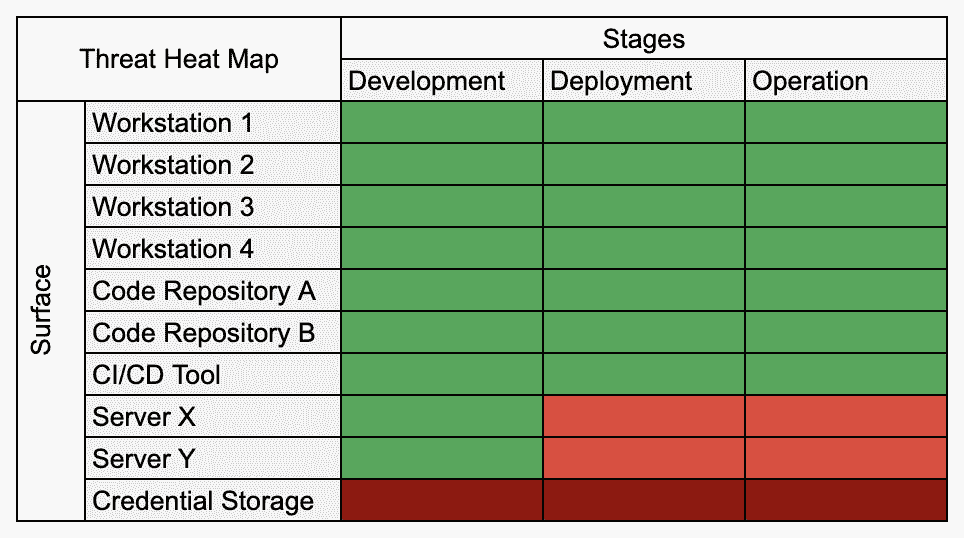 Threat Heat Map
Stages
Development
Deployment
Operation
Surface
Workstation 1
Workstation 2
Workstation 3
Workstation 4
Code Repository A
Code Repository B
CI/CD Tool
Server X
Server Y
Credential Storage